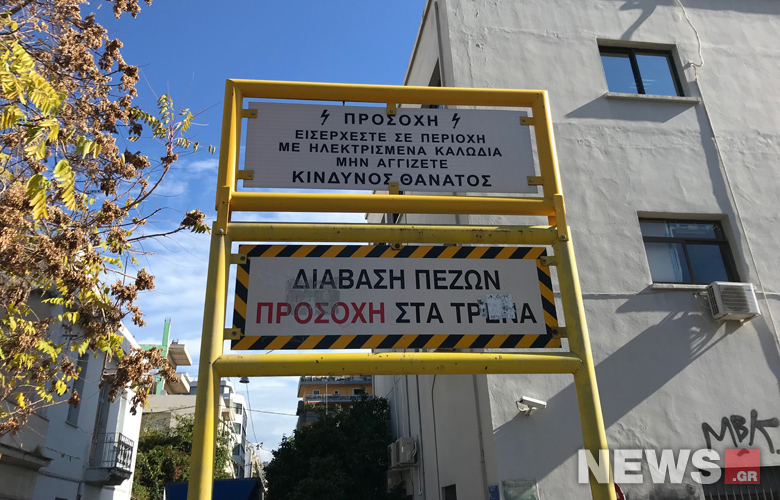 ΠΡΟΣΟΧΗ
ΕΙΣΕΡΧΕΣΤΕ ΣΕ ΠΕΡΙΟΧΗ
ΜΕ ΗΛΕΚΤΡΙΣΜΕΝΑ ΚΑΛΩΔΙΑ
ΜΗΝ ΑΓΓΙΖΕΤΕ
ΚΙΝΔΥΝΟΣ ΘΑΝΑΤΟΣ
ΔΙΑΒΑΣΗ ΠΕΖΩΝ
ΠΡΟΣΟΧΗ ΣΤΑ ΤΡΕΝΑ
MBK
NEWS
.GR